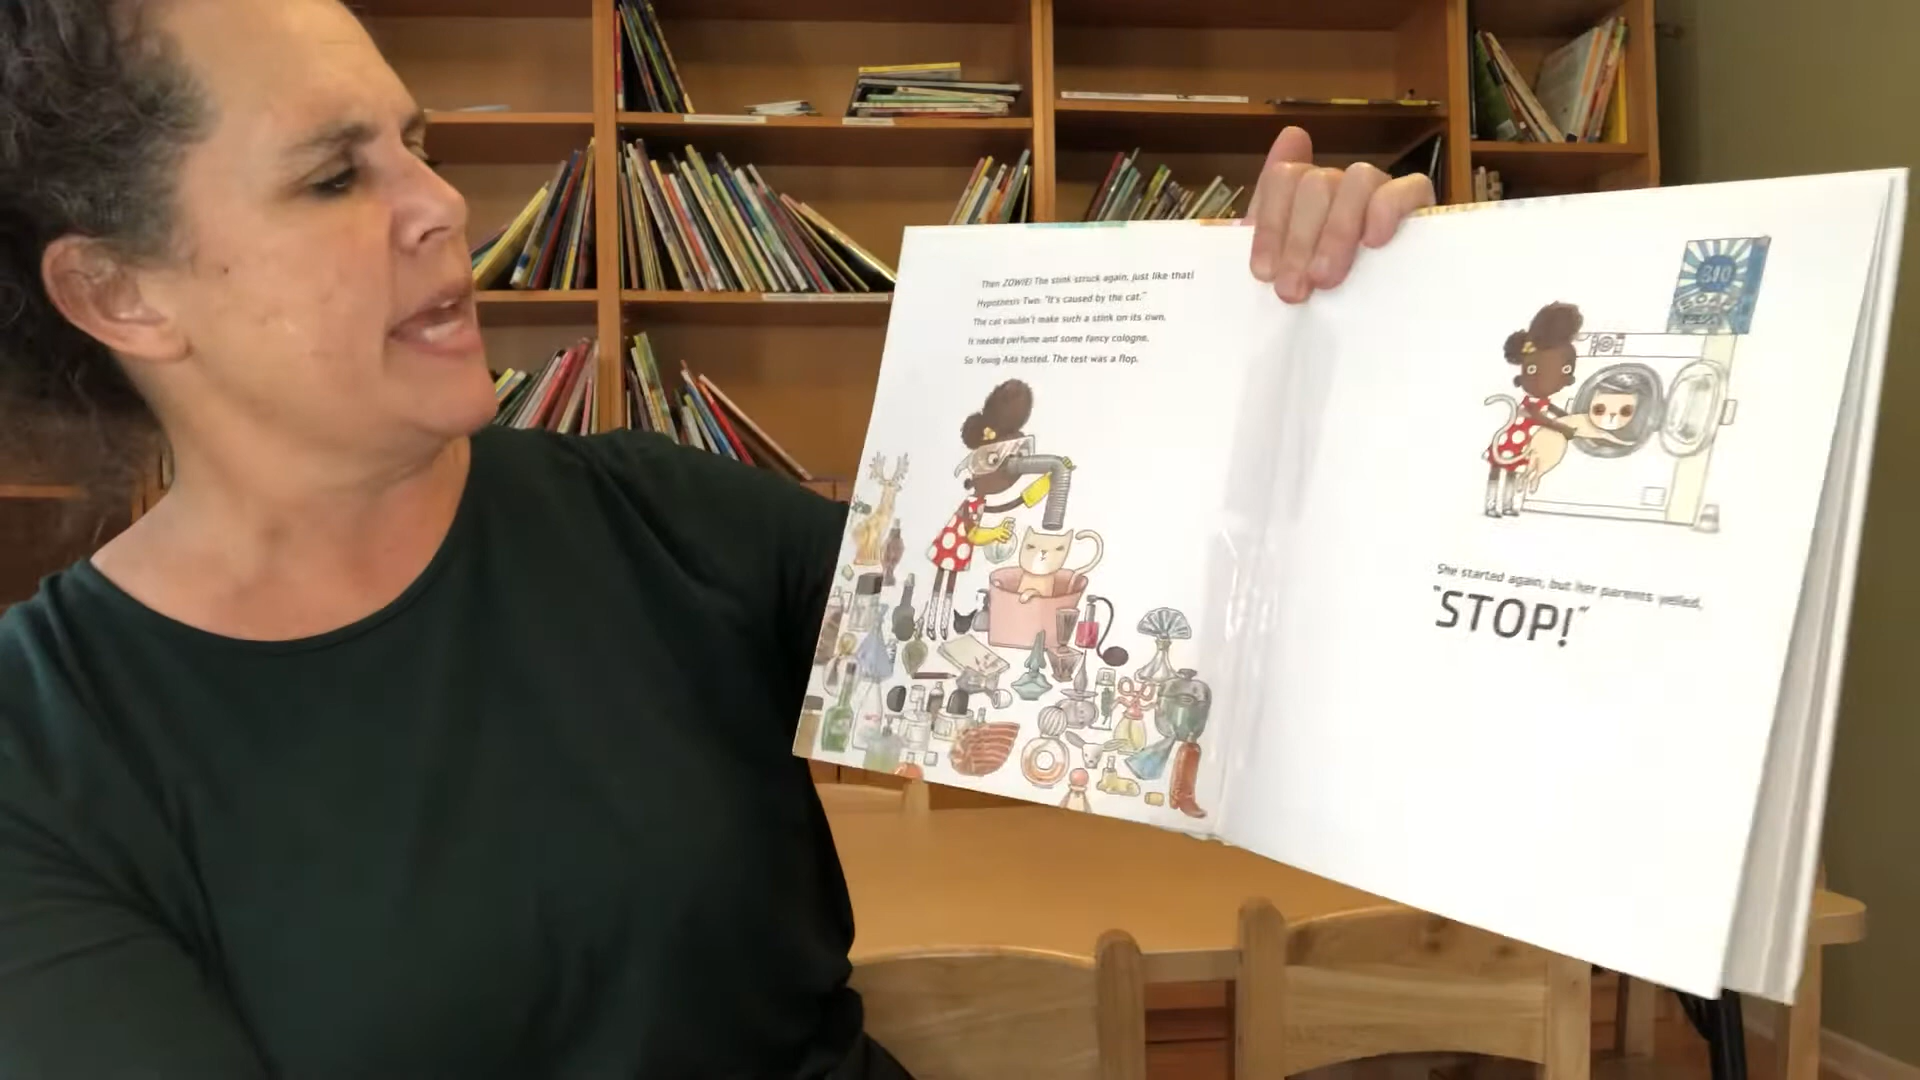 Then ZOWIE! The stink struck again, just like that!
Hypothesis Two: "It's caused by the cat."
The cat couldn't make such a stink on its own.
It needed perfume and some fancy cologne.
So Young Ada tested. The test was a flop.
BIO
SOAP
She started again, but her parents yelled,
"STOP!"